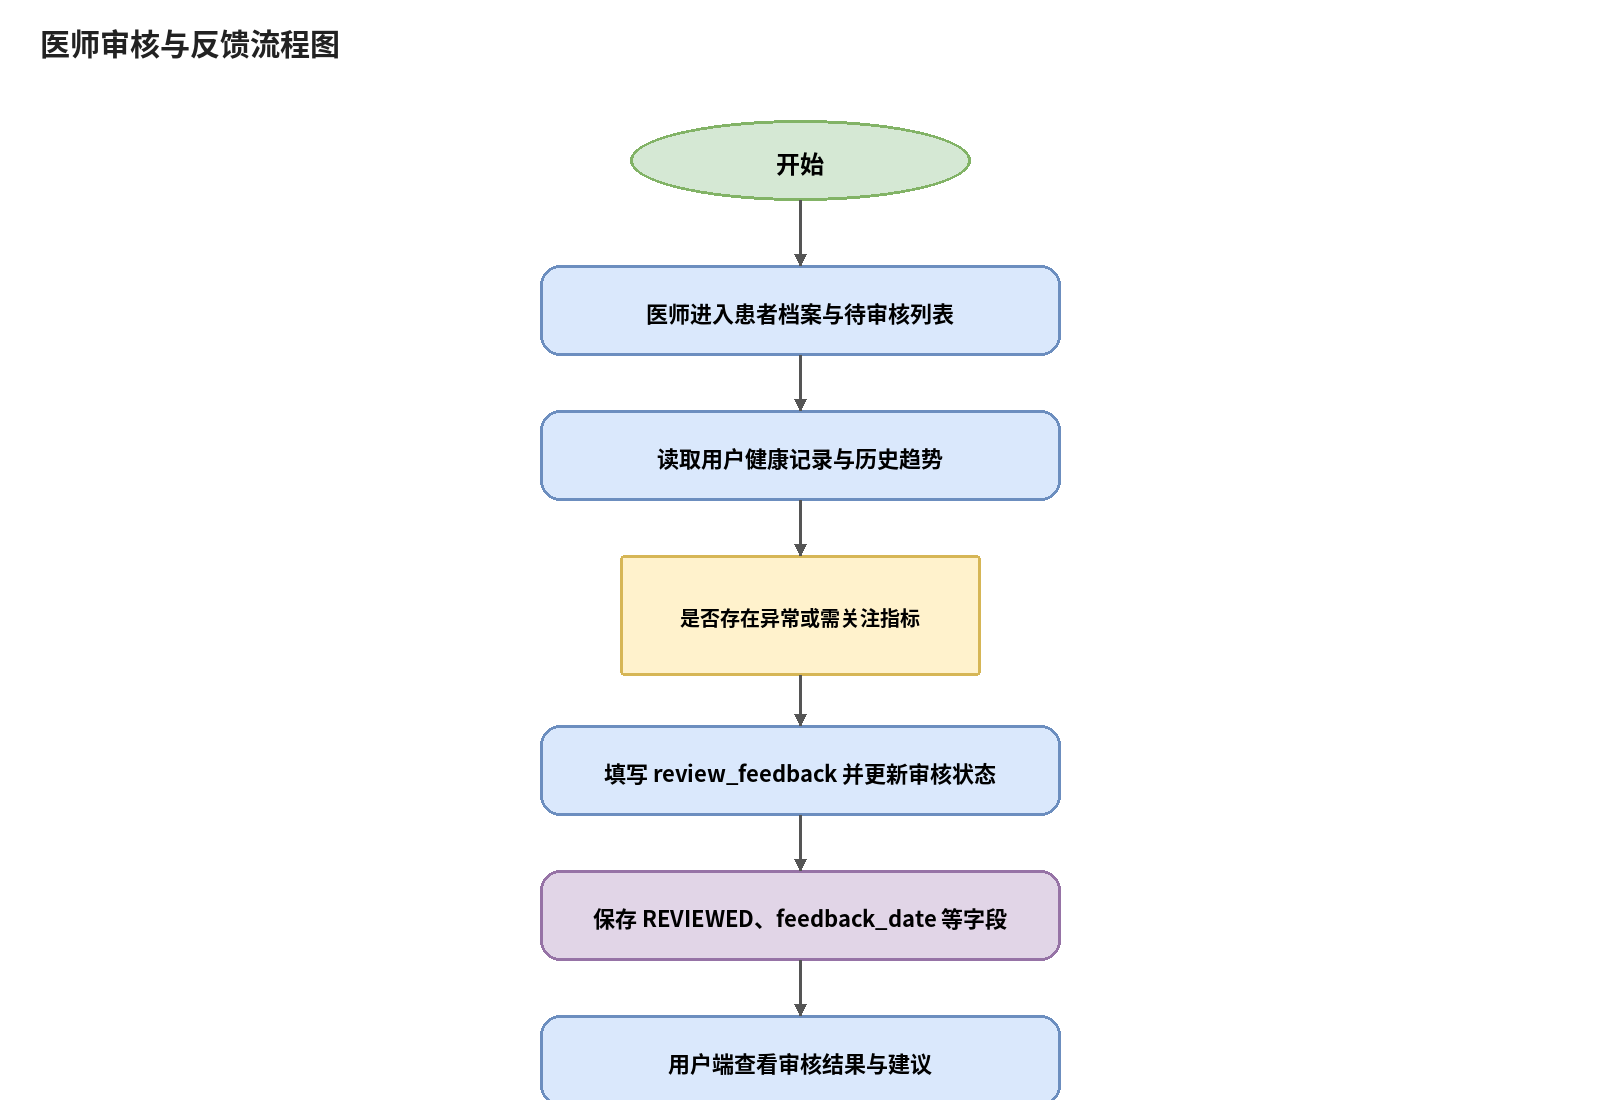 医师审核与反馈流程图
开始
医师进入患者档案与待审核列表
读取用户健康记录与历史趋势
是否存在异常或需关注指标
填写 review_feedback 并更新审核状态
保存 REVIEWED、feedback_date 等字段
用户端查看审核结果与建议